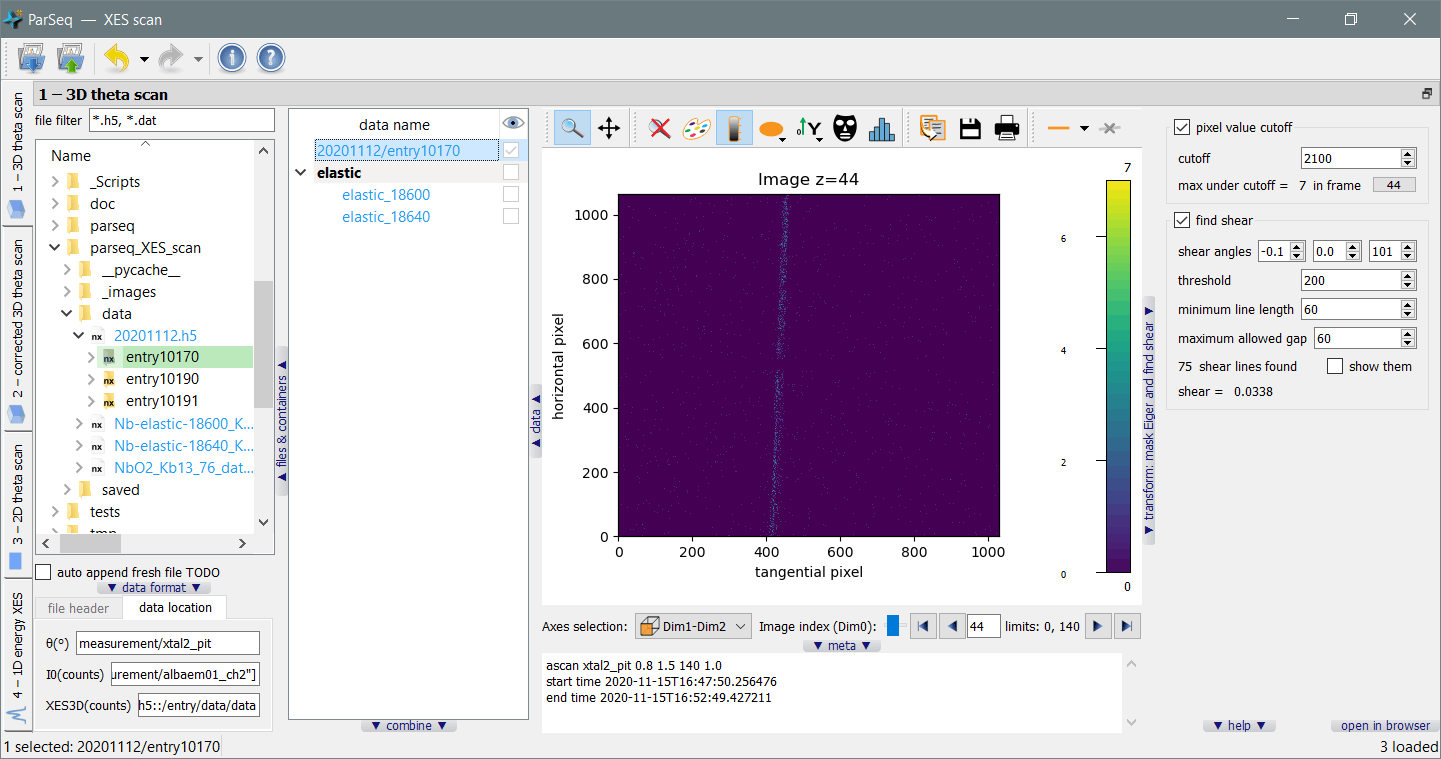 ParSeq — XES scan
1 – 3D theta scan
2 – corrected 3D theta scan
3 – 2D theta scan
4 – 1D energy XES
1 – 3D theta scan
file filter *.h5, *.dat
Name
_Scripts
doc
parseq
parseq_XES_scan
__pycache__
_images
data
20201112.h5
entry10170
entry10190
entry10191
Nb-elastic-18600_K...
Nb-elastic-18640_K...
NbO2_Kb13_76_dat...
saved
tests
tmp
auto append fresh file TODO
data format
file header data location
θ(°) measurement/xtal2_pit
I0(counts) urement/albaem01_ch2"]
XES3D(counts) h5::/entry/data/data
1 selected: 20201112/entry10170
files & containers
data name
20201112/entry10170
elastic
elastic_18600
elastic_18640
combine
data
Image z=44
horizontal pixel
1000
800
600
400
200
0
0 200 400 600 800 1000
tangential pixel
7
6
4
2
0
0
Axes selection: Dim1-Dim2 Image index (Dim0): 44 limits: 0, 140
meta
ascan xtal2_pit 0.8 1.5 140 1.0
start time 2020-11-15T16:47:50.256476
end time 2020-11-15T16:52:49.427211
transform: mask Eiger and find shear
pixel value cutoff
cutoff 2100
max under cutoff = 7 in frame 44
find shear
shear angles -0.1 0.0 101
threshold 200
minimum line length 60
maximum allowed gap 60
75 shear lines found show them
shear = 0.0338
help open in browser
3 loaded